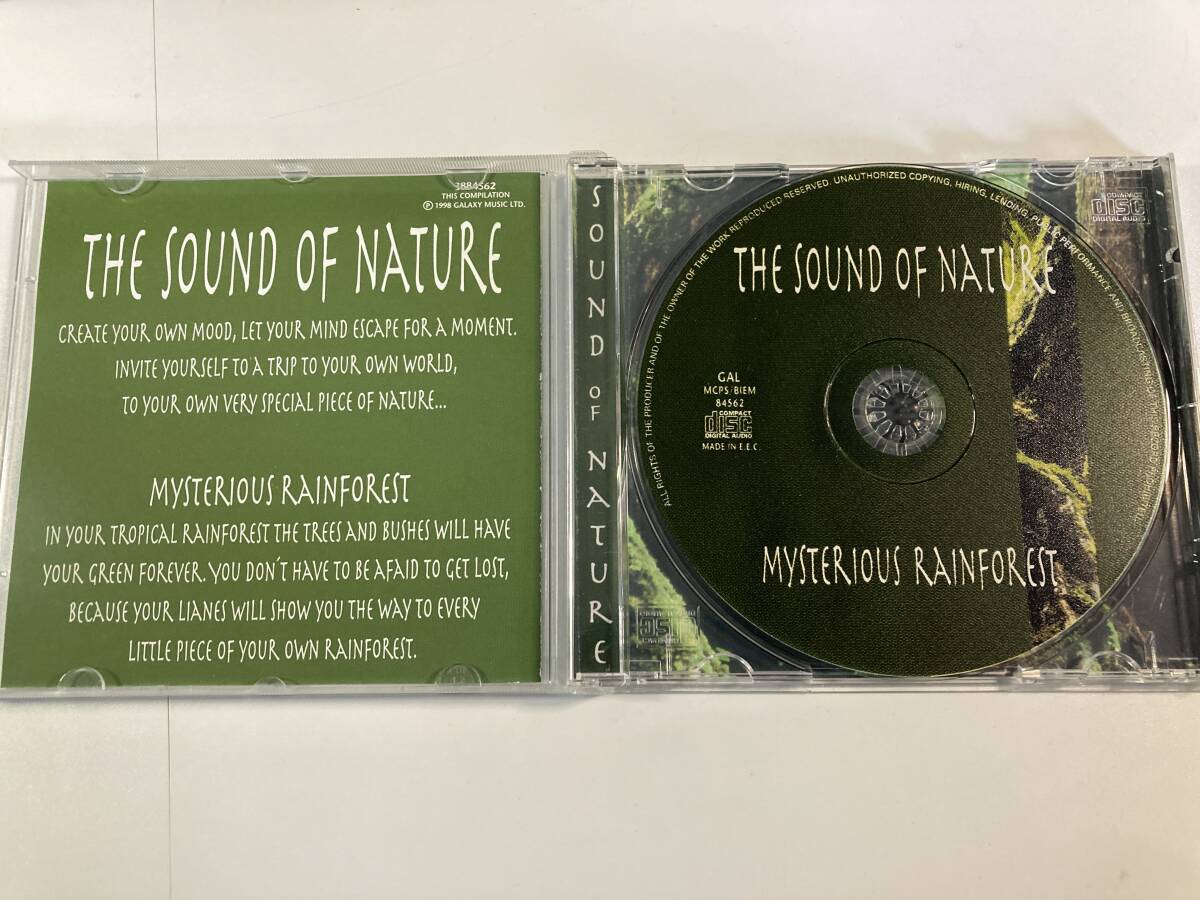 3884562
THIS COMPILATION
℗ 1998 GALAXY MUSIC LTD.
THE SOUND OF NATURE
CREATE YOUR OWN MOOD, LET YOUR MIND ESCAPE FOR A MOMENT.
INVITE YOURSELF TO A TRIP TO YOUR OWN WORLD,
TO YOUR OWN VERY SPECIAL PIECE OF NATURE...
MYSTERIOUS RAINFOREST
IN YOUR TROPICAL RAINFOREST THE TREES AND BUSHES WILL HAVE
YOUR GREEN FOREVER. YOU DON'T HAVE TO BE AFAID TO GET LOST,
BECAUSE YOUR LIANES WILL SHOW YOU THE WAY TO EVERY
LITTLE PIECE OF YOUR OWN RAINFOREST.
SOUND OF NATURE
COMPACT
disc
DIGITAL AUDIO
ALL RIGHTS OF THE PRODUCER AND OF THE OWNER OF THE WORK REPRODUCED RESERVED. UNAUTHORIZED COPYING, HIRING, LENDING, PUBLIC PERFORMANCE AND BROADCASTING
THE SOUND OF NATURE
GAL
MCPS/BIEM
84562
COMPACT
disc
DIGITAL AUDIO
MADE IN E.E.C.
MYSTERIOUS RAINFOREST